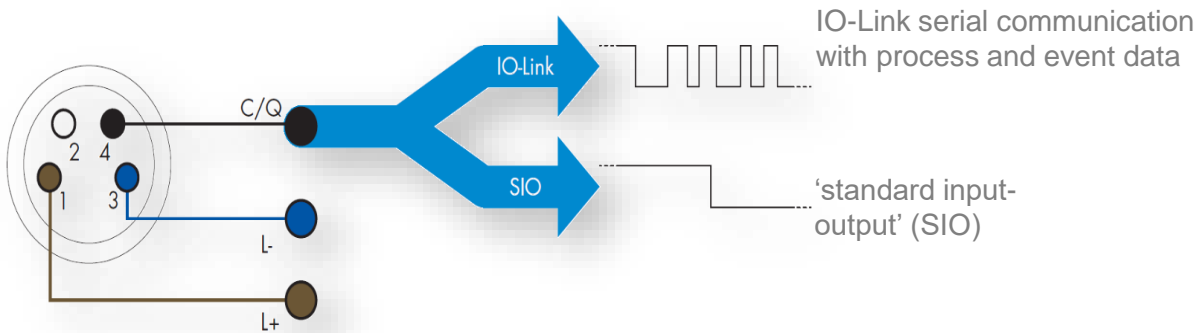 IO-Link serial communication
with process and event data
IO-Link
C/Q
2
4
1
3
SIO
'standard input-
output' (SIO)
L-
L+